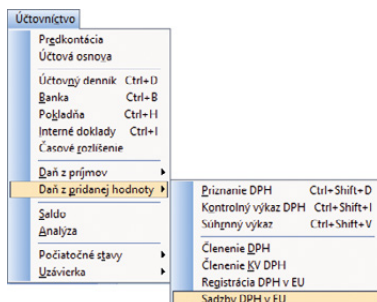 Účtovníctvo
Predkontácia
Účtová osnova
Účtovný denník Ctrl+D
Banka Ctrl+B
Pokladňa Ctrl+H
Interné doklady Ctrl+I
Časové rozlíšenie
Daň z príjmov
Daň z pridanej hodnoty
Saldo
Analýza
Počiatočné stavy
Uzávierka
Priznanie DPH Ctrl+Shift+D
Kontrolný výkaz DPH Ctrl+Shift+I
Súhrnný výkaz Ctrl+Shift+V
Členenie DPH
Členenie KV DPH
Registrácia DPH v EU
Sadzby DPH v EU